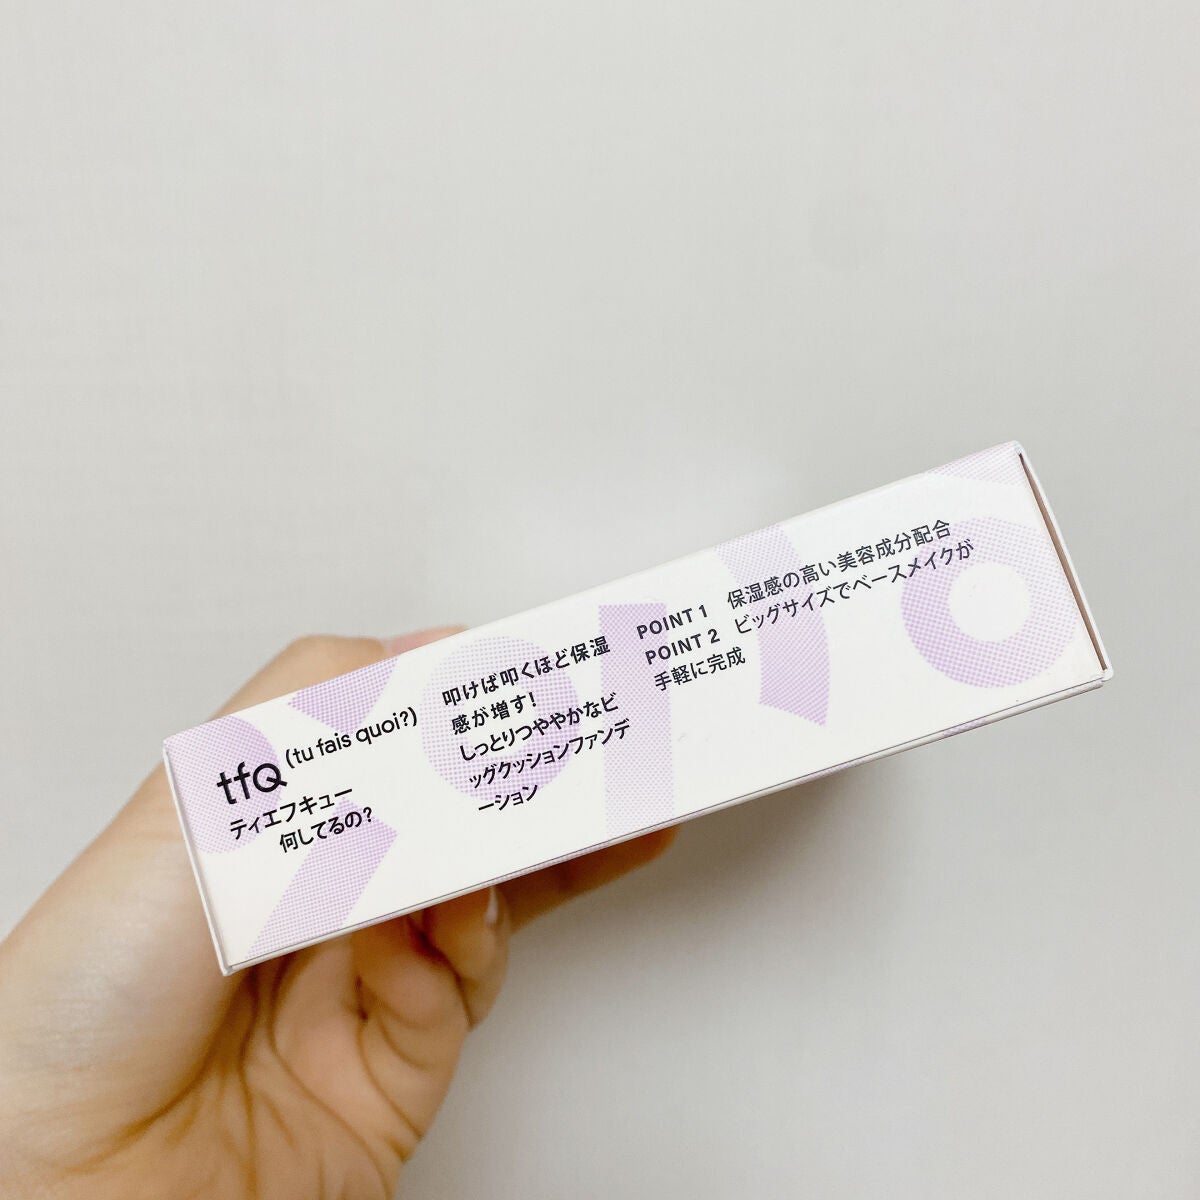 tfQ (tu fais quoi?)
ティエフキュー
何してるの?
叩けば叩くほど保湿
感が増す!
しっとりつややかなビ
ッグクッションファンデ
ーション
POINT 1 保湿感の高い美容成分配合
POINT 2 ビッグサイズでベースメイクが
手軽に完成